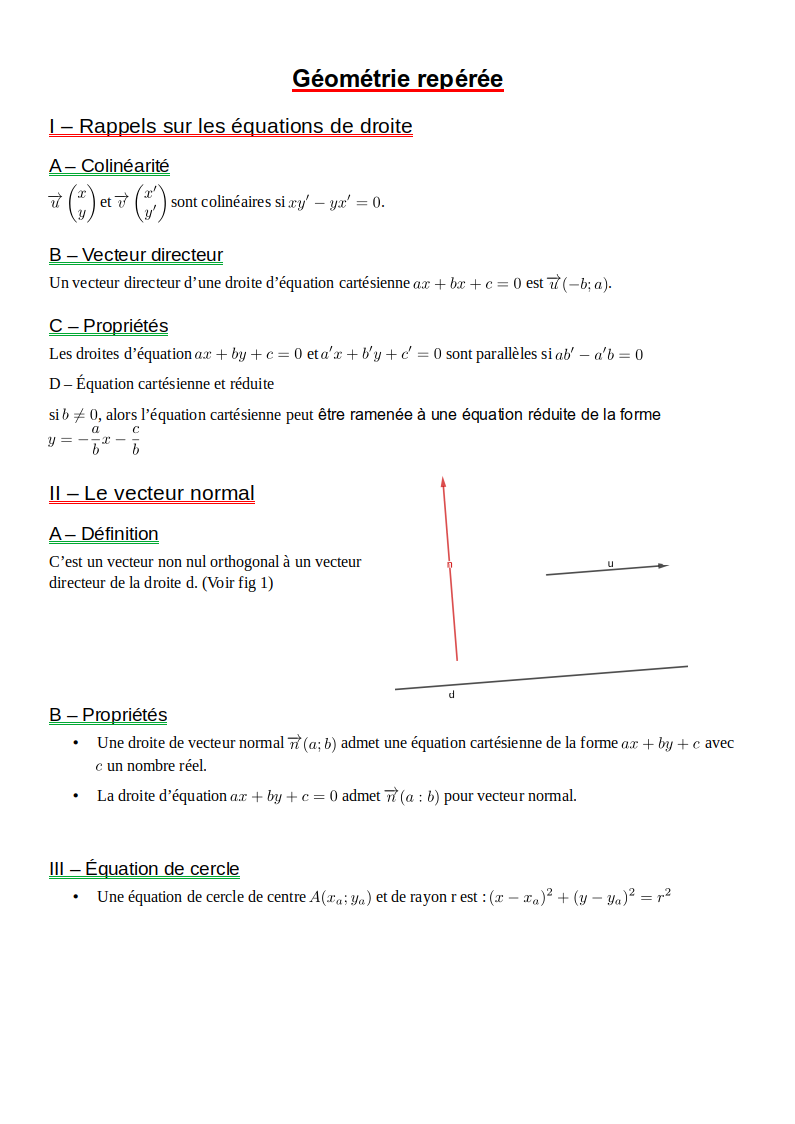 Géométrie repérée
I – Rappels sur les équations de droite
A – Colinéarité
$\overrightarrow{u}\begin{pmatrix}x\\y\end{pmatrix}$ et $\overrightarrow{v}\begin{pmatrix}x'\\y'\end{pmatrix}$ sont colinéaires si $xy' - yx' = 0$.
B – Vecteur directeur
Un vecteur directeur d’une droite d’équation cartésienne $ax + bx + c = 0$ est $\overrightarrow{u}(-b; a)$.
C – Propriétés
Les droites d’équation $ax + by + c = 0$ et $a'x + b'y + c' = 0$ sont parallèles si $ab' - a'b = 0$
D – Équation cartésienne et réduite
si $b \neq 0$, alors l’équation cartésienne peut être ramenée à une équation réduite de la forme
$y = -\frac{a}{b}x - \frac{c}{b}$
II – Le vecteur normal
A – Définition
C’est un vecteur non nul orthogonal à un vecteur
directeur de la droite d. (Voir fig 1)
n
u
d
B – Propriétés
• Une droite de vecteur normal $\overrightarrow{n}(a; b)$ admet une équation cartésienne de la forme $ax + by + c$ avec
$c$ un nombre réel.
• La droite d’équation $ax + by + c = 0$ admet $\overrightarrow{n}(a : b)$ pour vecteur normal.
III – Équation de cercle
• Une équation de cercle de centre $A(x_a; y_a)$ et de rayon r est : $(x - x_a)^2 + (y - y_a)^2 = r^2$